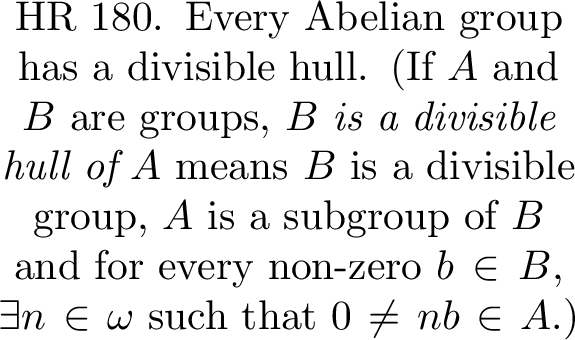 HR 180. Every Abelian group
has a divisible hull. (If A and
B are groups, B is a divisible
hull of A means B is a divisible
group, A is a subgroup of B
and for every non-zero b ∈ B,
∃n ∈ ω such that 0 ≠ nb ∈ A.)